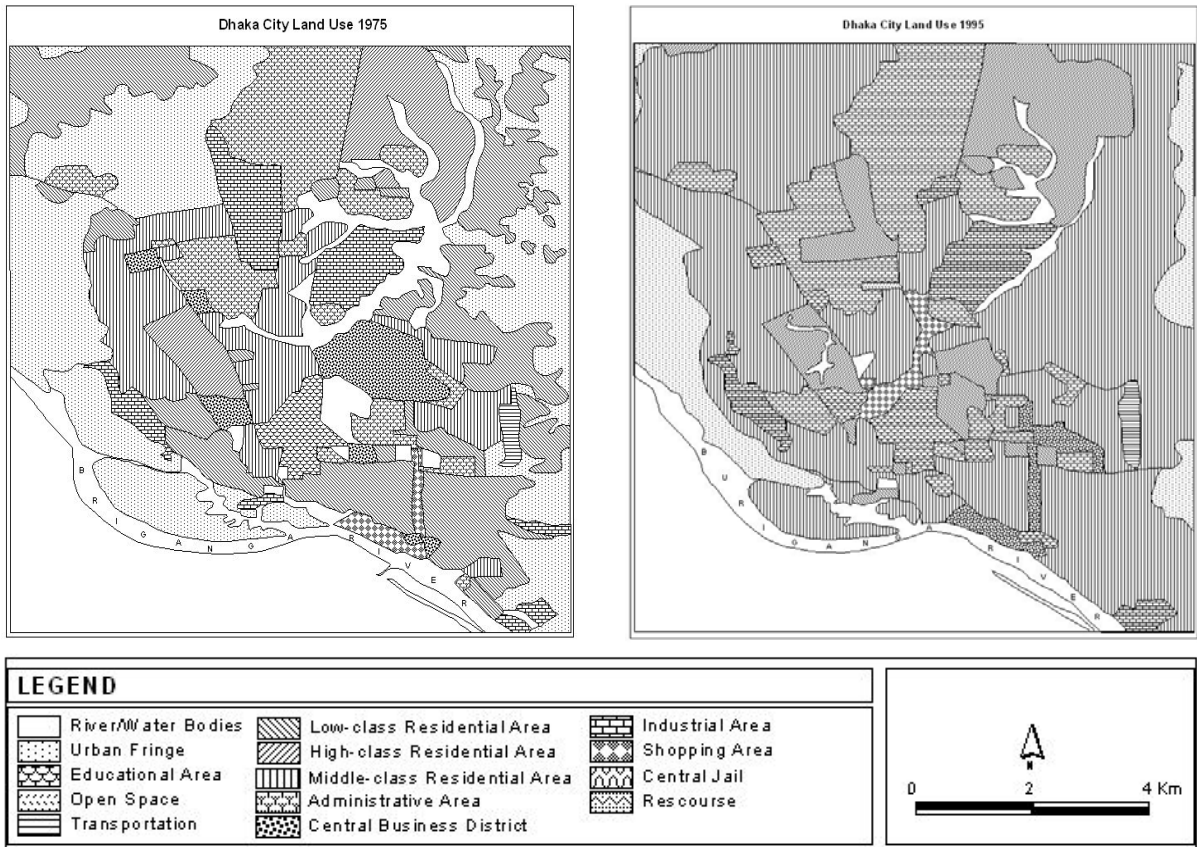 Dhaka City Land Use 1975
Dhaka City Land Use 1995
B R I G A N G A R I V E R
B U R I G A N G A R I V E R
LEGEND
River/Water Bodies
Urban Fringe
Educational Area
Open Space
Transportation
Low-class Residential Area
High-class Residential Area
Middle-class Residential Area
Administrative Area
Central Business District
Industrial Area
Shopping Area
Central Jail
Rescourse
N
0 2 4 Km